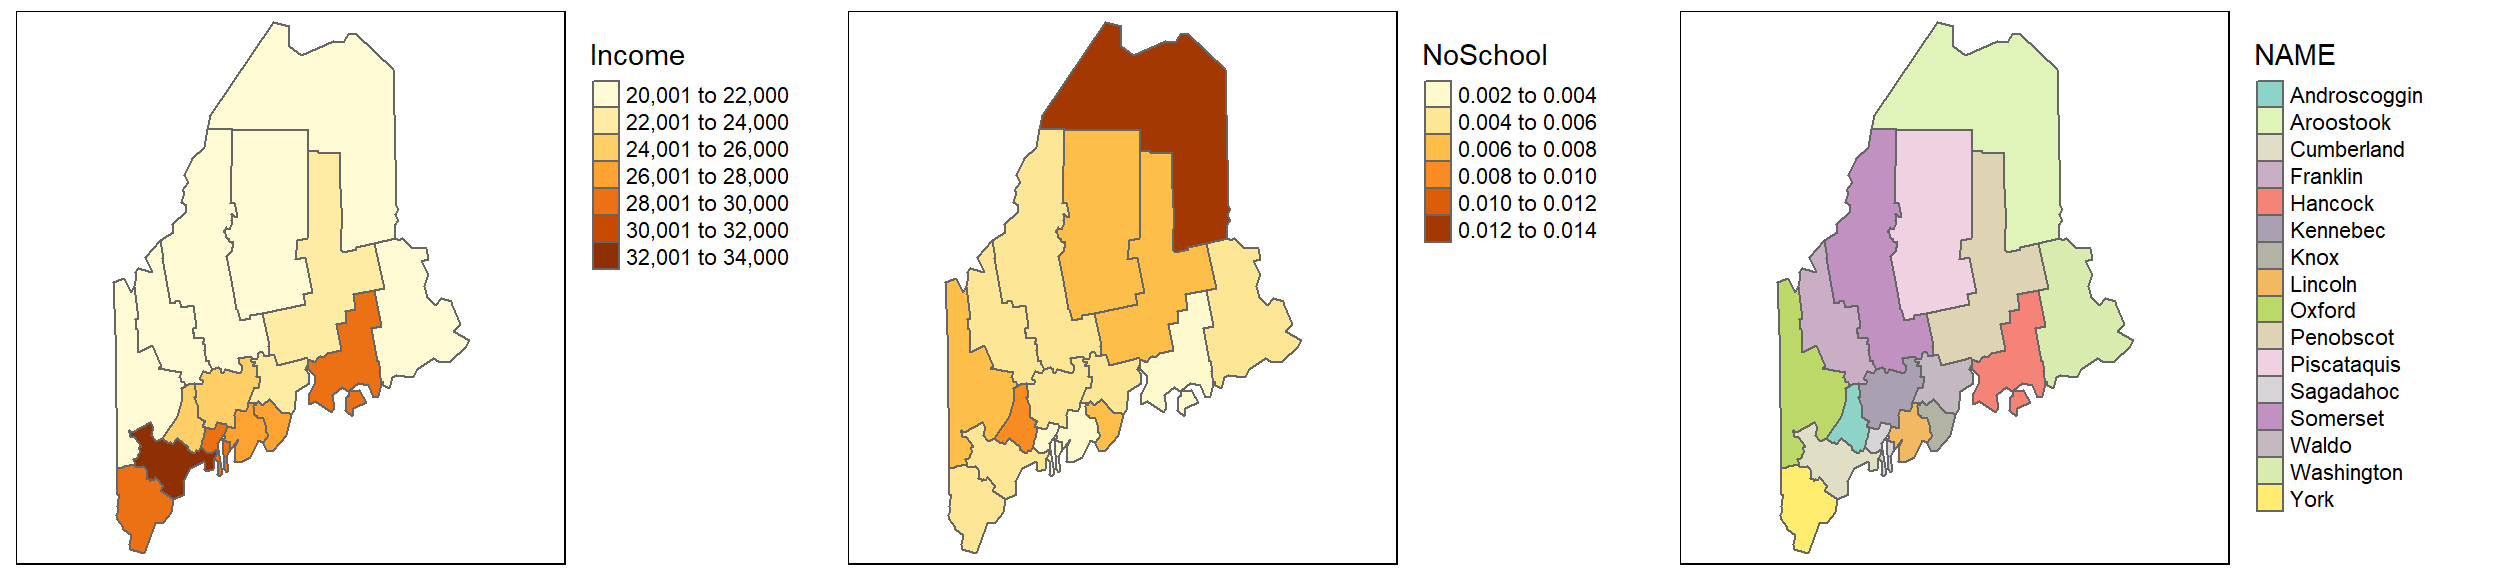 Income
20,001 to 22,000
22,001 to 24,000
24,001 to 26,000
26,001 to 28,000
28,001 to 30,000
30,001 to 32,000
32,001 to 34,000
NoSchool
0.002 to 0.004
0.004 to 0.006
0.006 to 0.008
0.008 to 0.010
0.010 to 0.012
0.012 to 0.014
NAME
Androscoggin
Aroostook
Cumberland
Franklin
Hancock
Kennebec
Knox
Lincoln
Oxford
Penobscot
Piscataquis
Sagadahoc
Somerset
Waldo
Washington
York